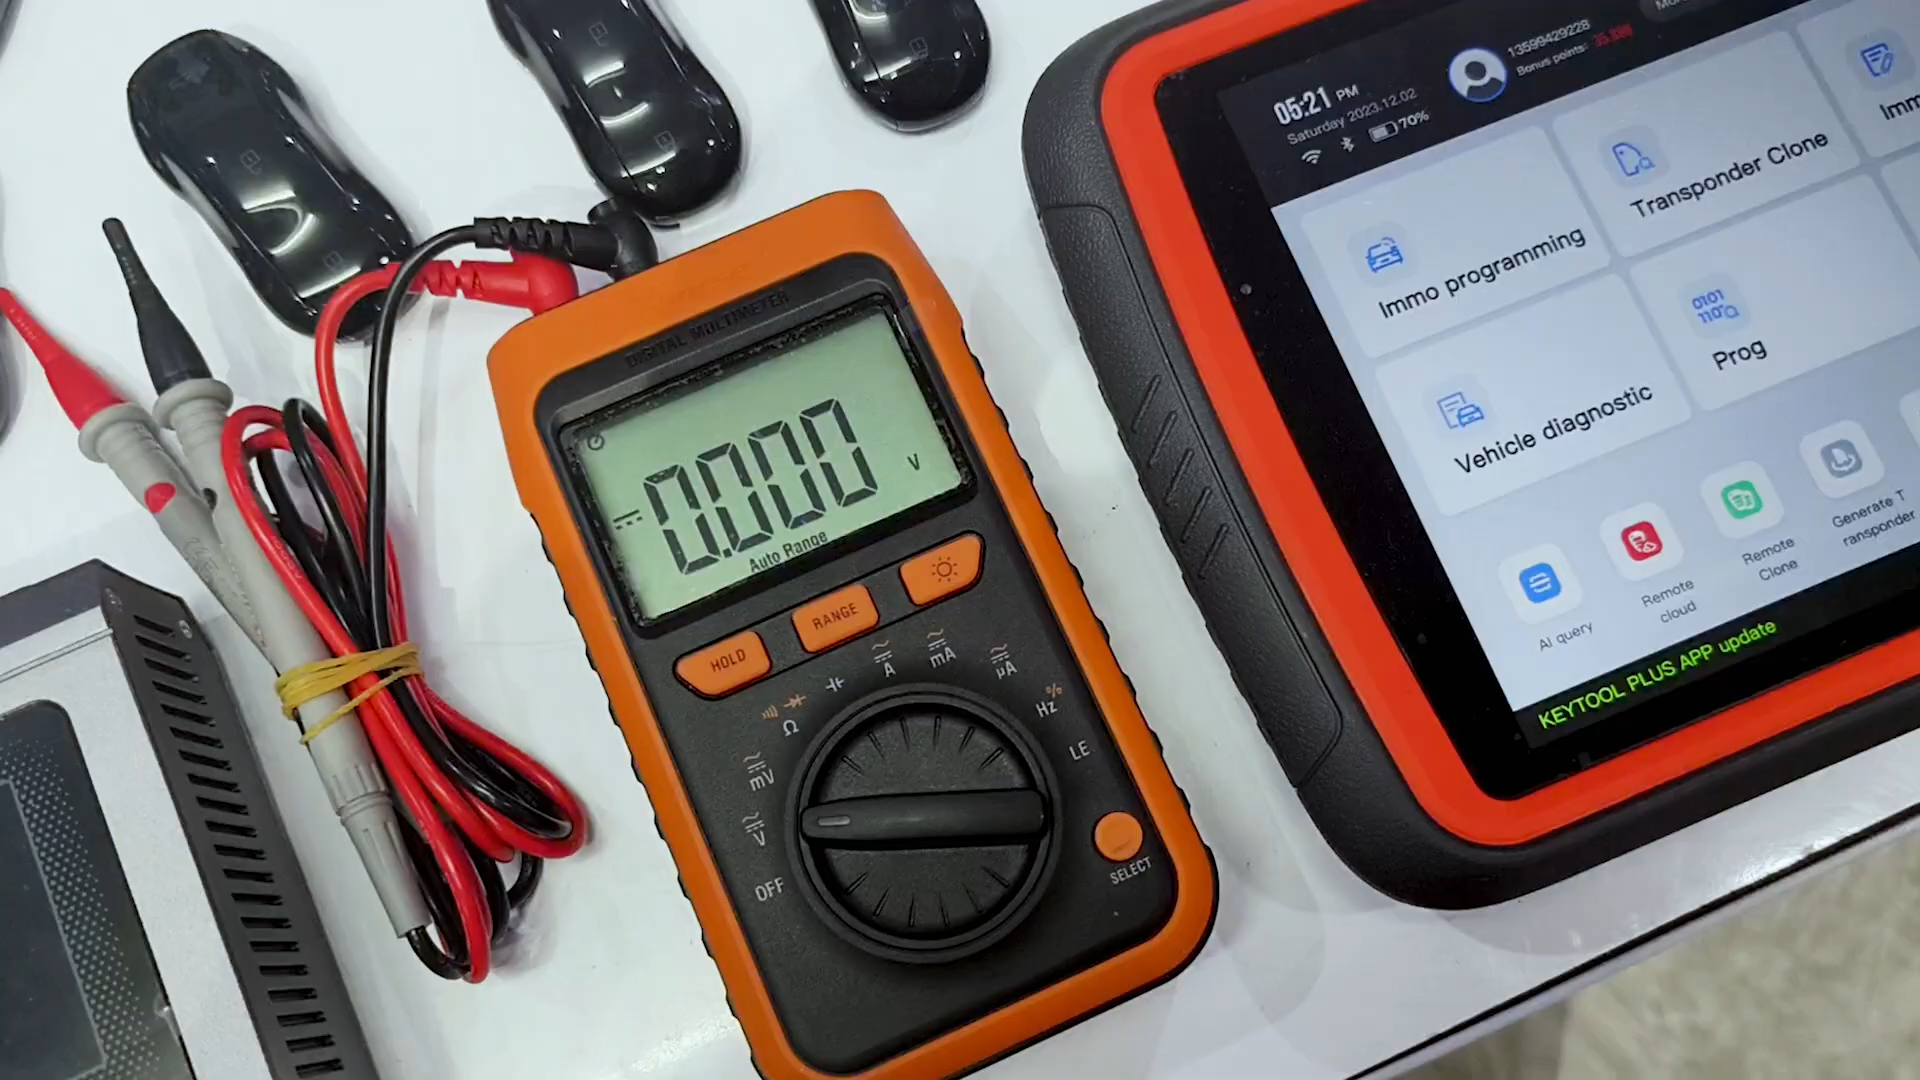 DIGITAL MULTIMETER
0.000
V
Auto Range
HOLD
RANGE
A
mA
µA
%
Hz
Ω
mV
V
LE
OFF
SELECT
05:21 PM
Saturday 2023.12.02
70%
13599429228
Bonus points:
Immo programming
Transponder Clone
Imm
Vehicle diagnostic
0101
Prog
AI query
Remote
cloud
Remote
Clone
Generate T
ransponder
KEYTOOL PLUS APP update